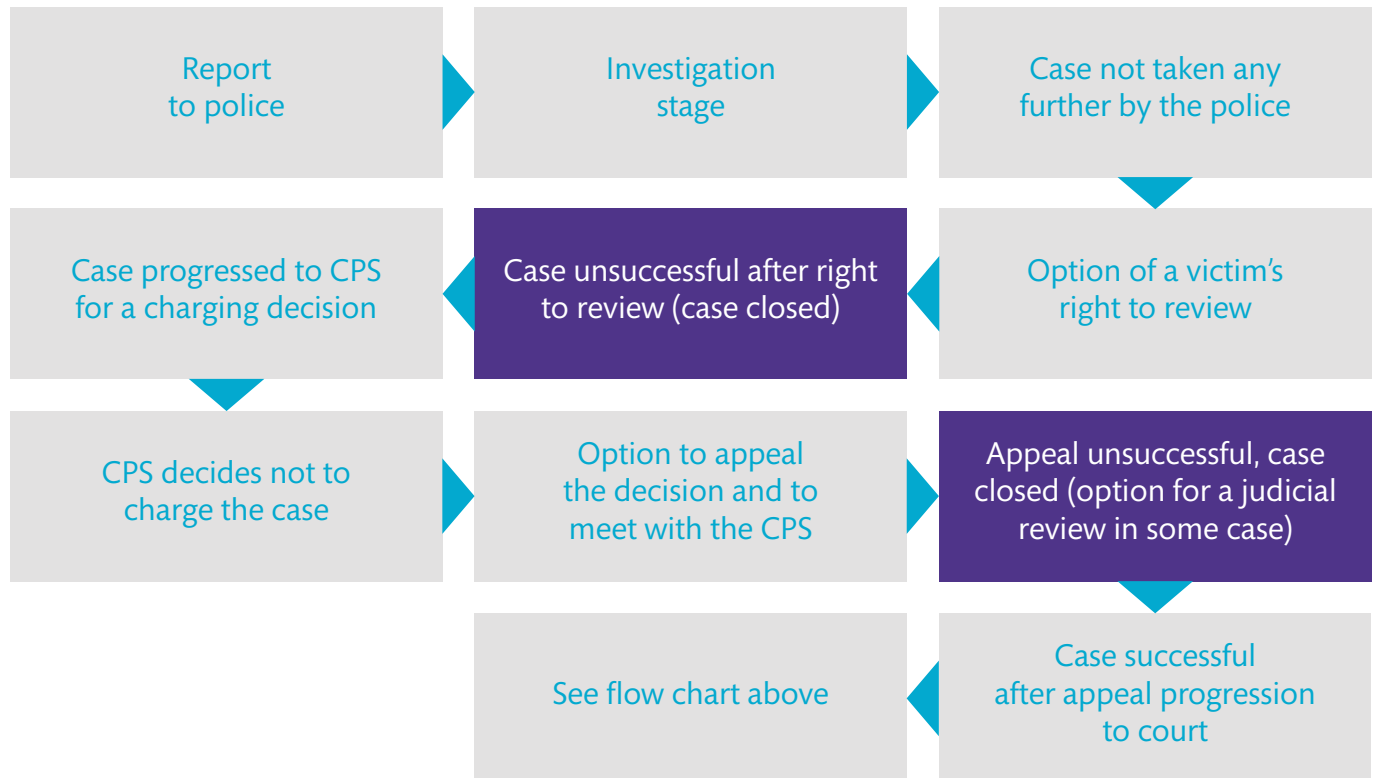 Report
to police
Investigation
stage
Case not taken any
further by the police
Case progressed to CPS
for a charging decision
Case unsuccessful after right
to review (case closed)
Option of a victim’s
right to review
CPS decides not to
charge the case
Option to appeal
the decision and to
meet with the CPS
Appeal unsuccessful, case
closed (option for a judicial
review in some case)
See flow chart above
Case successful
after appeal progression
to court